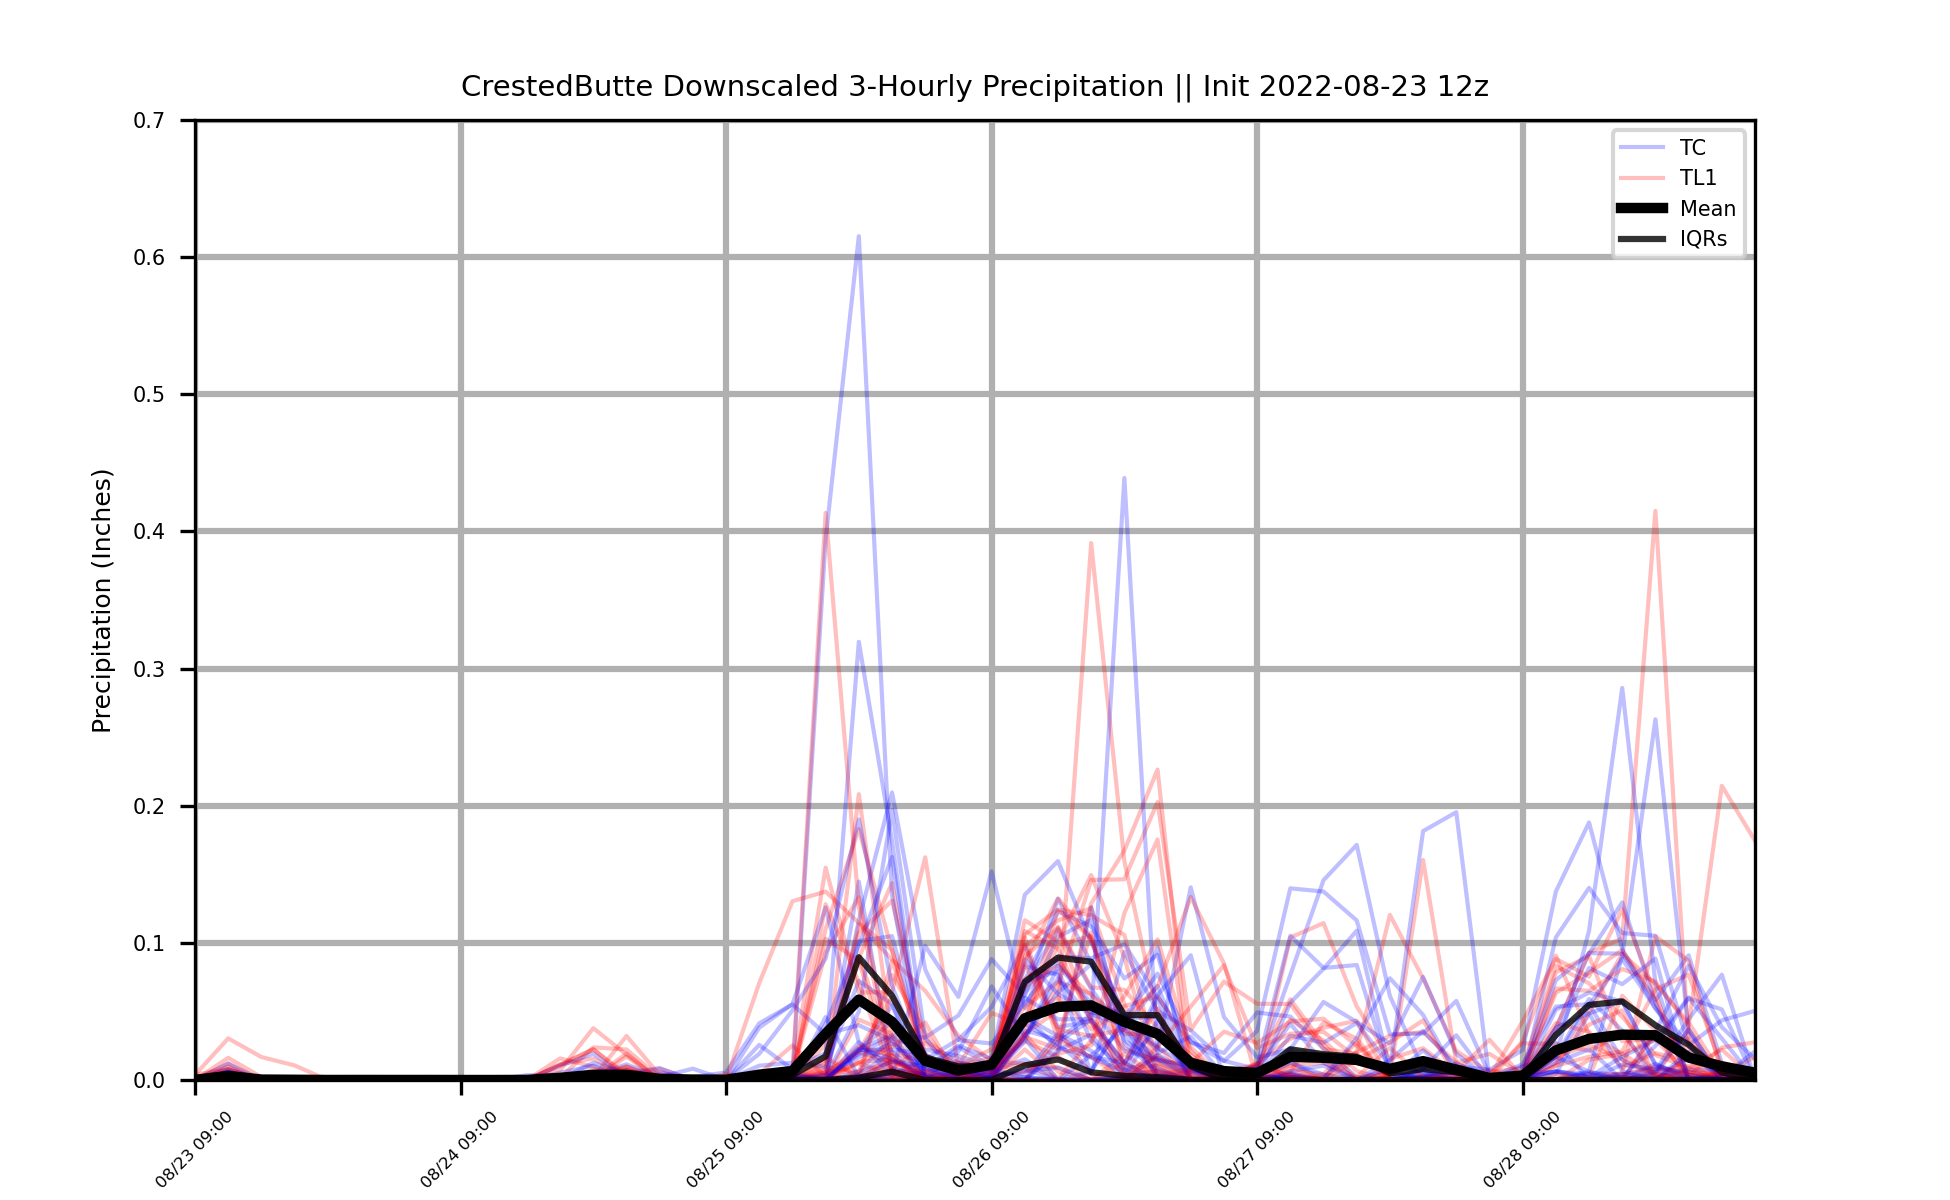 CrestedButte Downscaled 3-Hourly Precipitation || Init 2022-08-23 12z
Precipitation (Inches)
0.7
0.6
0.5
0.4
0.3
0.2
0.1
0.0
TC
TL1
Mean
IQRs
08/23 09:00
08/24 09:00
08/25 09:00
08/26 09:00
08/27 09:00
08/28 09:00